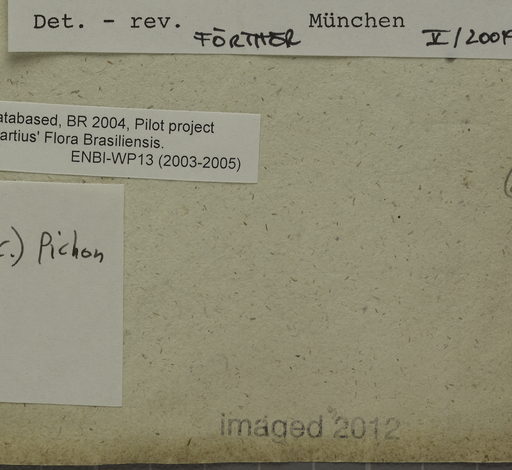 Det. - rev. FÖRTHER München V/2004
atabased, BR 2004, Pilot project
artius' Flora Brasiliensis.
ENBI-WP13 (2003-2005)
c.) Pichon
imaged 2012